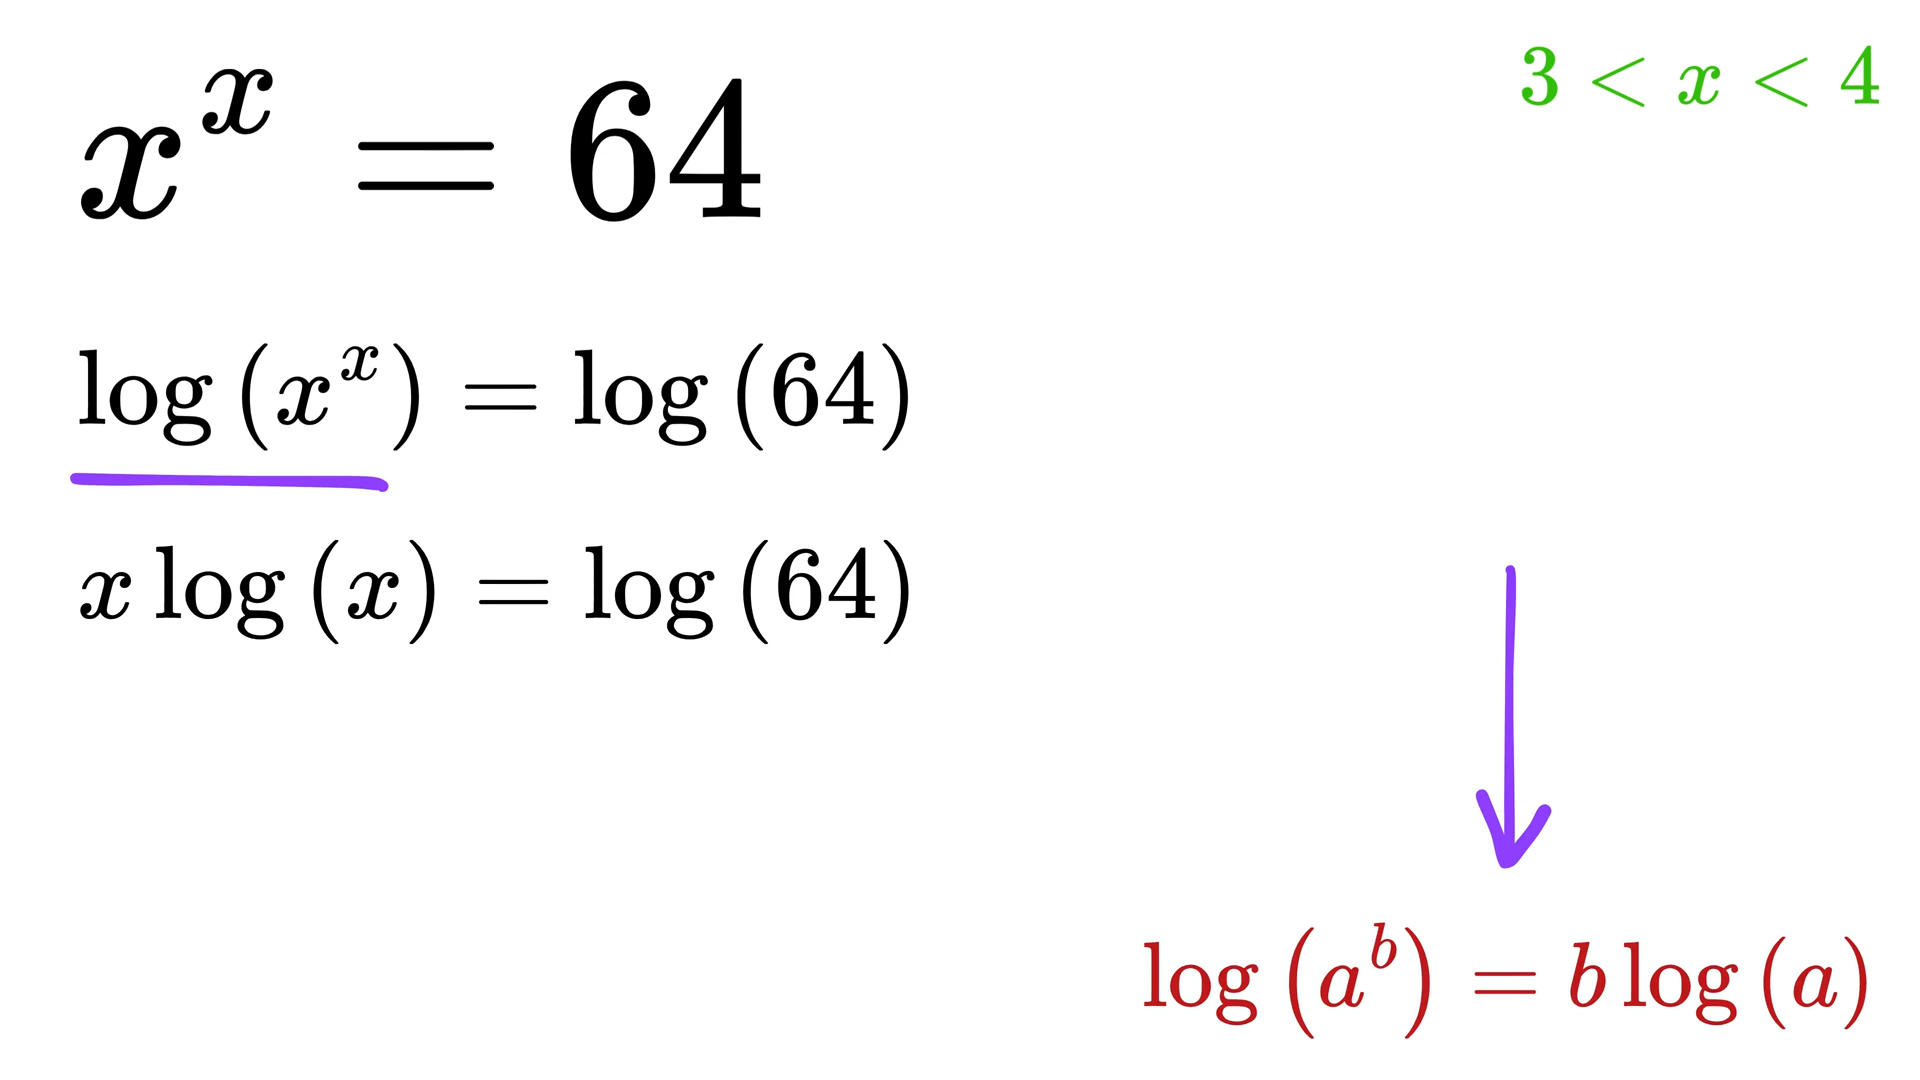 x^x = 64
3 < x < 4
log (x^x) = log (64)
x log (x) = log (64)
log (a^b) = b log (a)